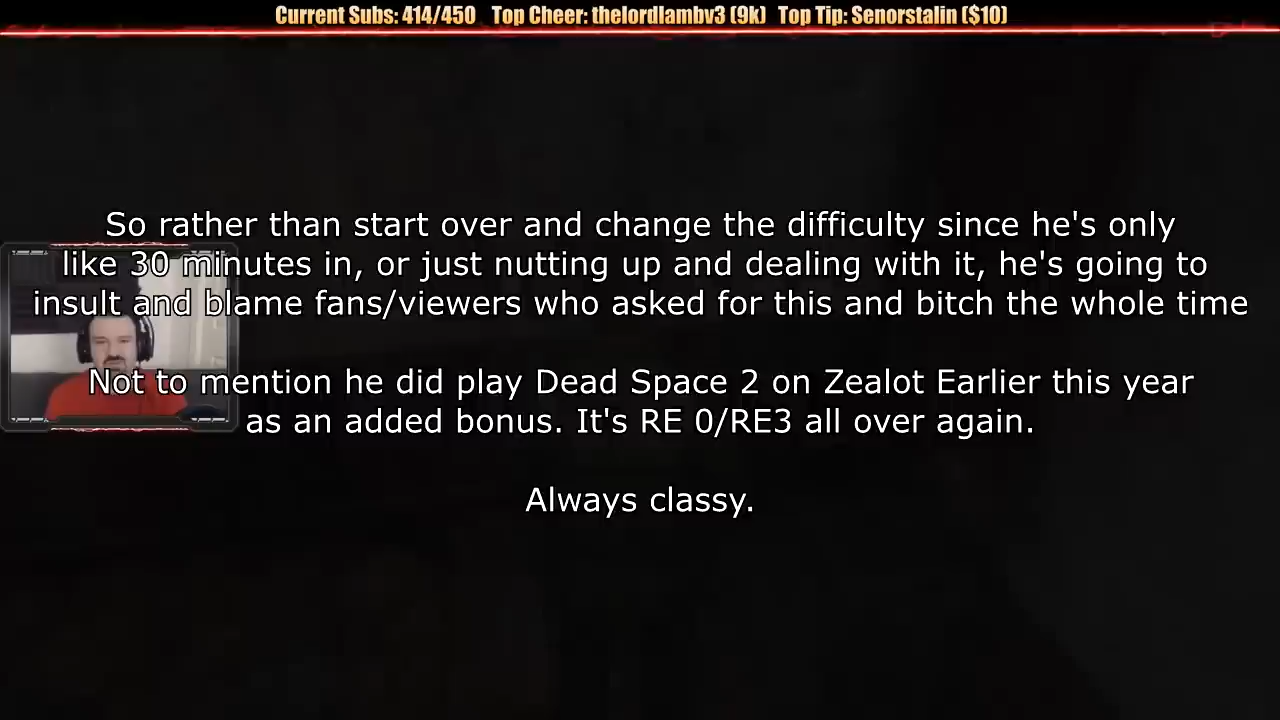 Current Subs: 414/450 Top Cheer: thelordlambv3 (9k) Top Tip: Senorstalin ($10)
So rather than start over and change the difficulty since he's only
like 30 minutes in, or just nutting up and dealing with it, he's going to
insult and blame fans/viewers who asked for this and bitch the whole time
Not to mention he did play Dead Space 2 on Zealot Earlier this year
as an added bonus. It's RE 0/RE3 all over again.
Always classy.